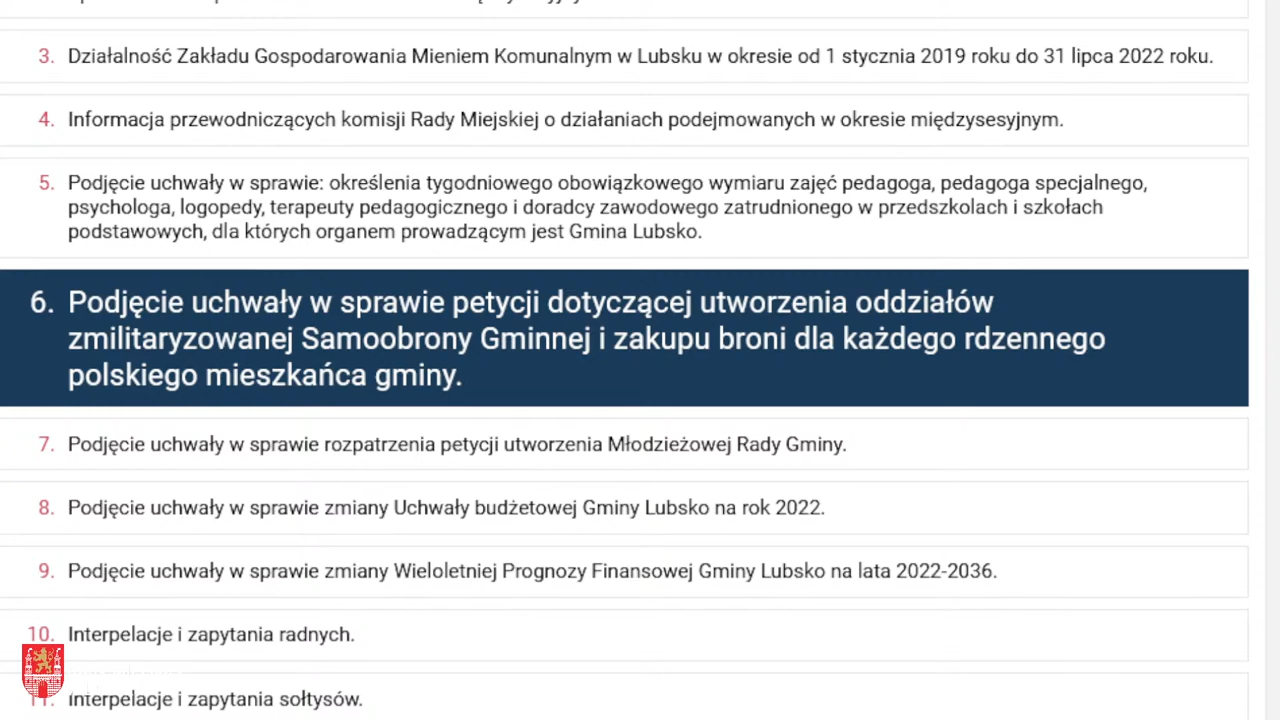 3. Działalność Zakładu Gospodarowania Mieniem Komunalnym w Lubsku w okresie od 1 stycznia 2019 roku do 31 lipca 2022 roku.
4. Informacja przewodniczących komisji Rady Miejskiej o działaniach podejmowanych w okresie międzysesyjnym.
5. Podjęcie uchwały w sprawie: określenia tygodniowego obowiązkowego wymiaru zajęć pedagoga, pedagoga specjalnego,
psychologa, logopedy, terapeuty pedagogicznego i doradcy zawodowego zatrudnionego w przedszkolach i szkołach
podstawowych, dla których organem prowadzącym jest Gmina Lubsko.
6. Podjęcie uchwały w sprawie petycji dotyczącej utworzenia oddziałów
zmilitaryzowanej Samoobrony Gminnej i zakupu broni dla każdego rdzennego
polskiego mieszkańca gminy.
7. Podjęcie uchwały w sprawie rozpatrzenia petycji utworzenia Młodzieżowej Rady Gminy.
8. Podjęcie uchwały w sprawie zmiany Uchwały budżetowej Gminy Lubsko na rok 2022.
9. Podjęcie uchwały w sprawie zmiany Wieloletniej Prognozy Finansowej Gminy Lubsko na lata 2022-2036.
10. Interpelacje i zapytania radnych.
11. Interpelacje i zapytania sołtysów.